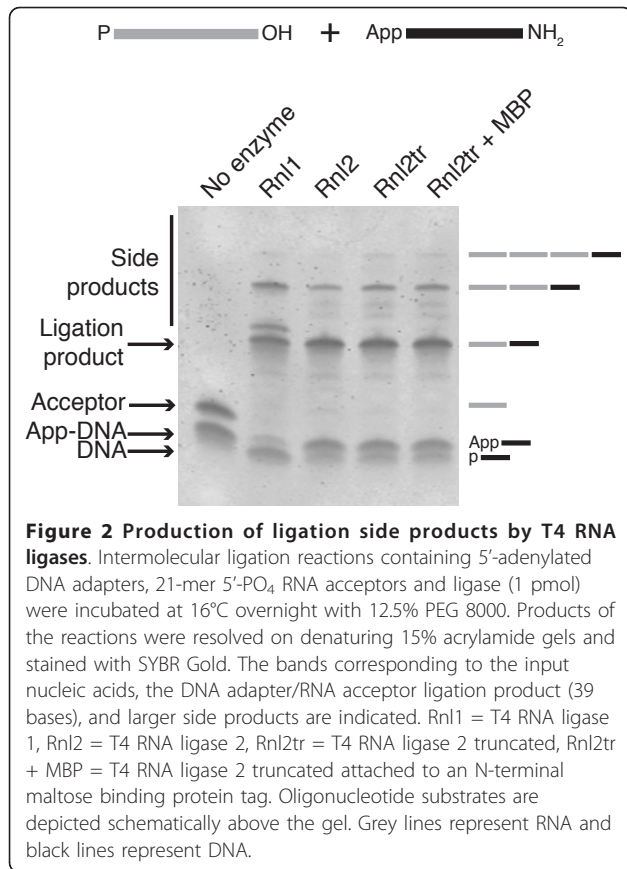 P OH + App NH₂
No enzyme Rnl1 Rnl2 Rnl2tr Rnl2tr + MBP
Side
products
Ligation
product
Acceptor
App-DNA
DNA
App
p
Figure 2 Production of ligation side products by T4 RNA
ligases. Intermolecular ligation reactions containing 5'-adenylated
DNA adapters, 21-mer 5'-PO₄ RNA acceptors and ligase (1 pmol)
were incubated at 16°C overnight with 12.5% PEG 8000. Products of
the reactions were resolved on denaturing 15% acrylamide gels and
stained with SYBR Gold. The bands corresponding to the input
nucleic acids, the DNA adapter/RNA acceptor ligation product (39
bases), and larger side products are indicated. Rnl1 = T4 RNA ligase
1, Rnl2 = T4 RNA ligase 2, Rnl2tr = T4 RNA ligase 2 truncated, Rnl2tr
+ MBP = T4 RNA ligase 2 truncated attached to an N-terminal
maltose binding protein tag. Oligonucleotide substrates are
depicted schematically above the gel. Grey lines represent RNA and
black lines represent DNA.